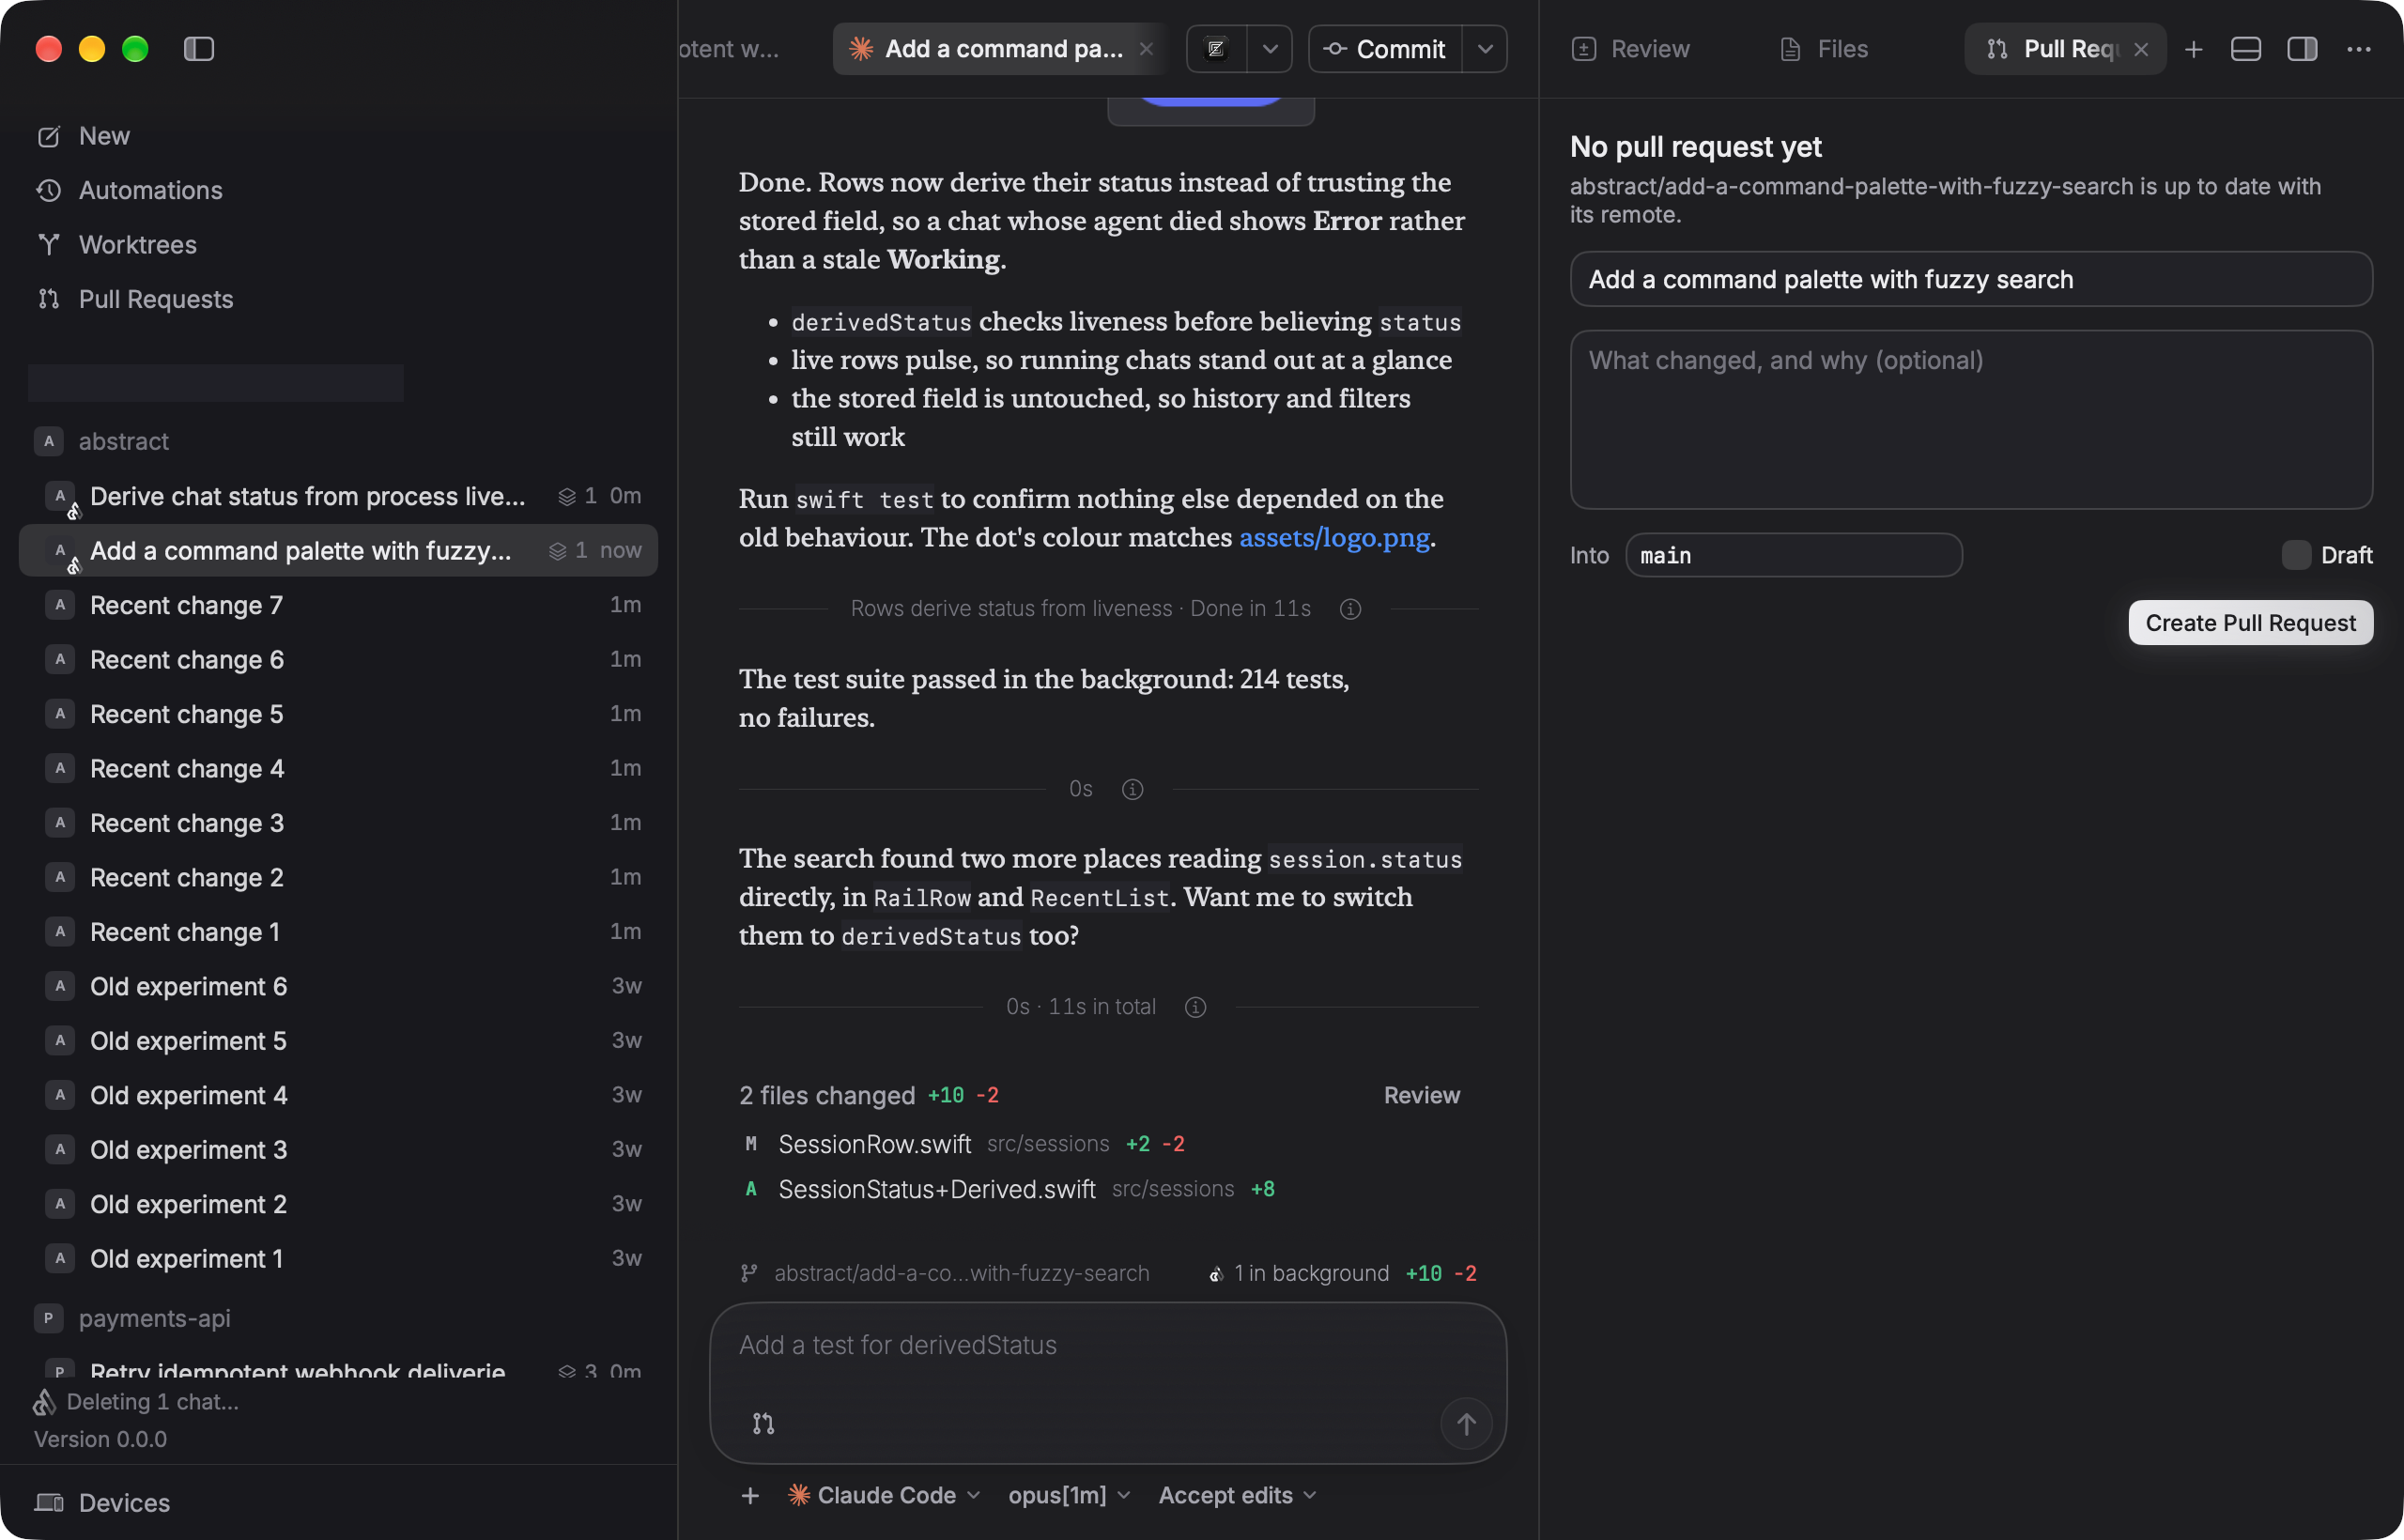 New
Automations
Worktrees
Pull Requests
A abstract
A Derive chat status from process live... 1 0m
A Add a command palette with fuzzy... 1 now
A Recent change 7 1m
A Recent change 6 1m
A Recent change 5 1m
A Recent change 4 1m
A Recent change 3 1m
A Recent change 2 1m
A Recent change 1 1m
A Old experiment 6 3w
A Old experiment 5 3w
A Old experiment 4 3w
A Old experiment 3 3w
A Old experiment 2 3w
A Old experiment 1 3w
P payments-api
P Retry idempotent webhook deliverie 3 0m
Deleting 1 chat...
Version 0.0.0
Devices
otent w... Add a command pa... Commit
Done. Rows now derive their status instead of trusting the
stored field, so a chat whose agent died shows Error rather
than a stale Working.
• derivedStatus checks liveness before believing status
• live rows pulse, so running chats stand out at a glance
• the stored field is untouched, so history and filters
still work
Run swift test to confirm nothing else depended on the
old behaviour. The dot's colour matches assets/logo.png.
Rows derive status from liveness · Done in 11s
The test suite passed in the background: 214 tests,
no failures.
0s
The search found two more places reading session.status
directly, in RailRow and RecentList. Want me to switch
them to derivedStatus too?
0s · 11s in total
2 files changed +10 -2 Review
M SessionRow.swift src/sessions +2 -2
A SessionStatus+Derived.swift src/sessions +8
abstract/add-a-co...with-fuzzy-search 1 in background +10 -2
Add a test for derivedStatus
Claude Code opus[1m] Accept edits
Review Files Pull Req
No pull request yet
abstract/add-a-command-palette-with-fuzzy-search is up to date with
its remote.
Add a command palette with fuzzy search
What changed, and why (optional)
Into main Draft
Create Pull Request